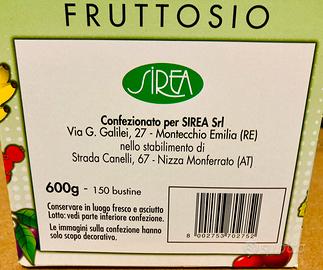 FRUTTOSIO
SIREA
Confezionato per SIREA Srl
Via G. Galilei, 27 - Montecchio Emilia (RE)
nello stabilimento di
Strada Canelli, 67 - Nizza Monferrato (AT)
600g - 150 bustine
Conservare in luogo fresco e asciutto
Lotto: vedi parte inferiore confezione.
Le immagini sulla confezione hanno
solo scopo decorativo.
8 002753 702752